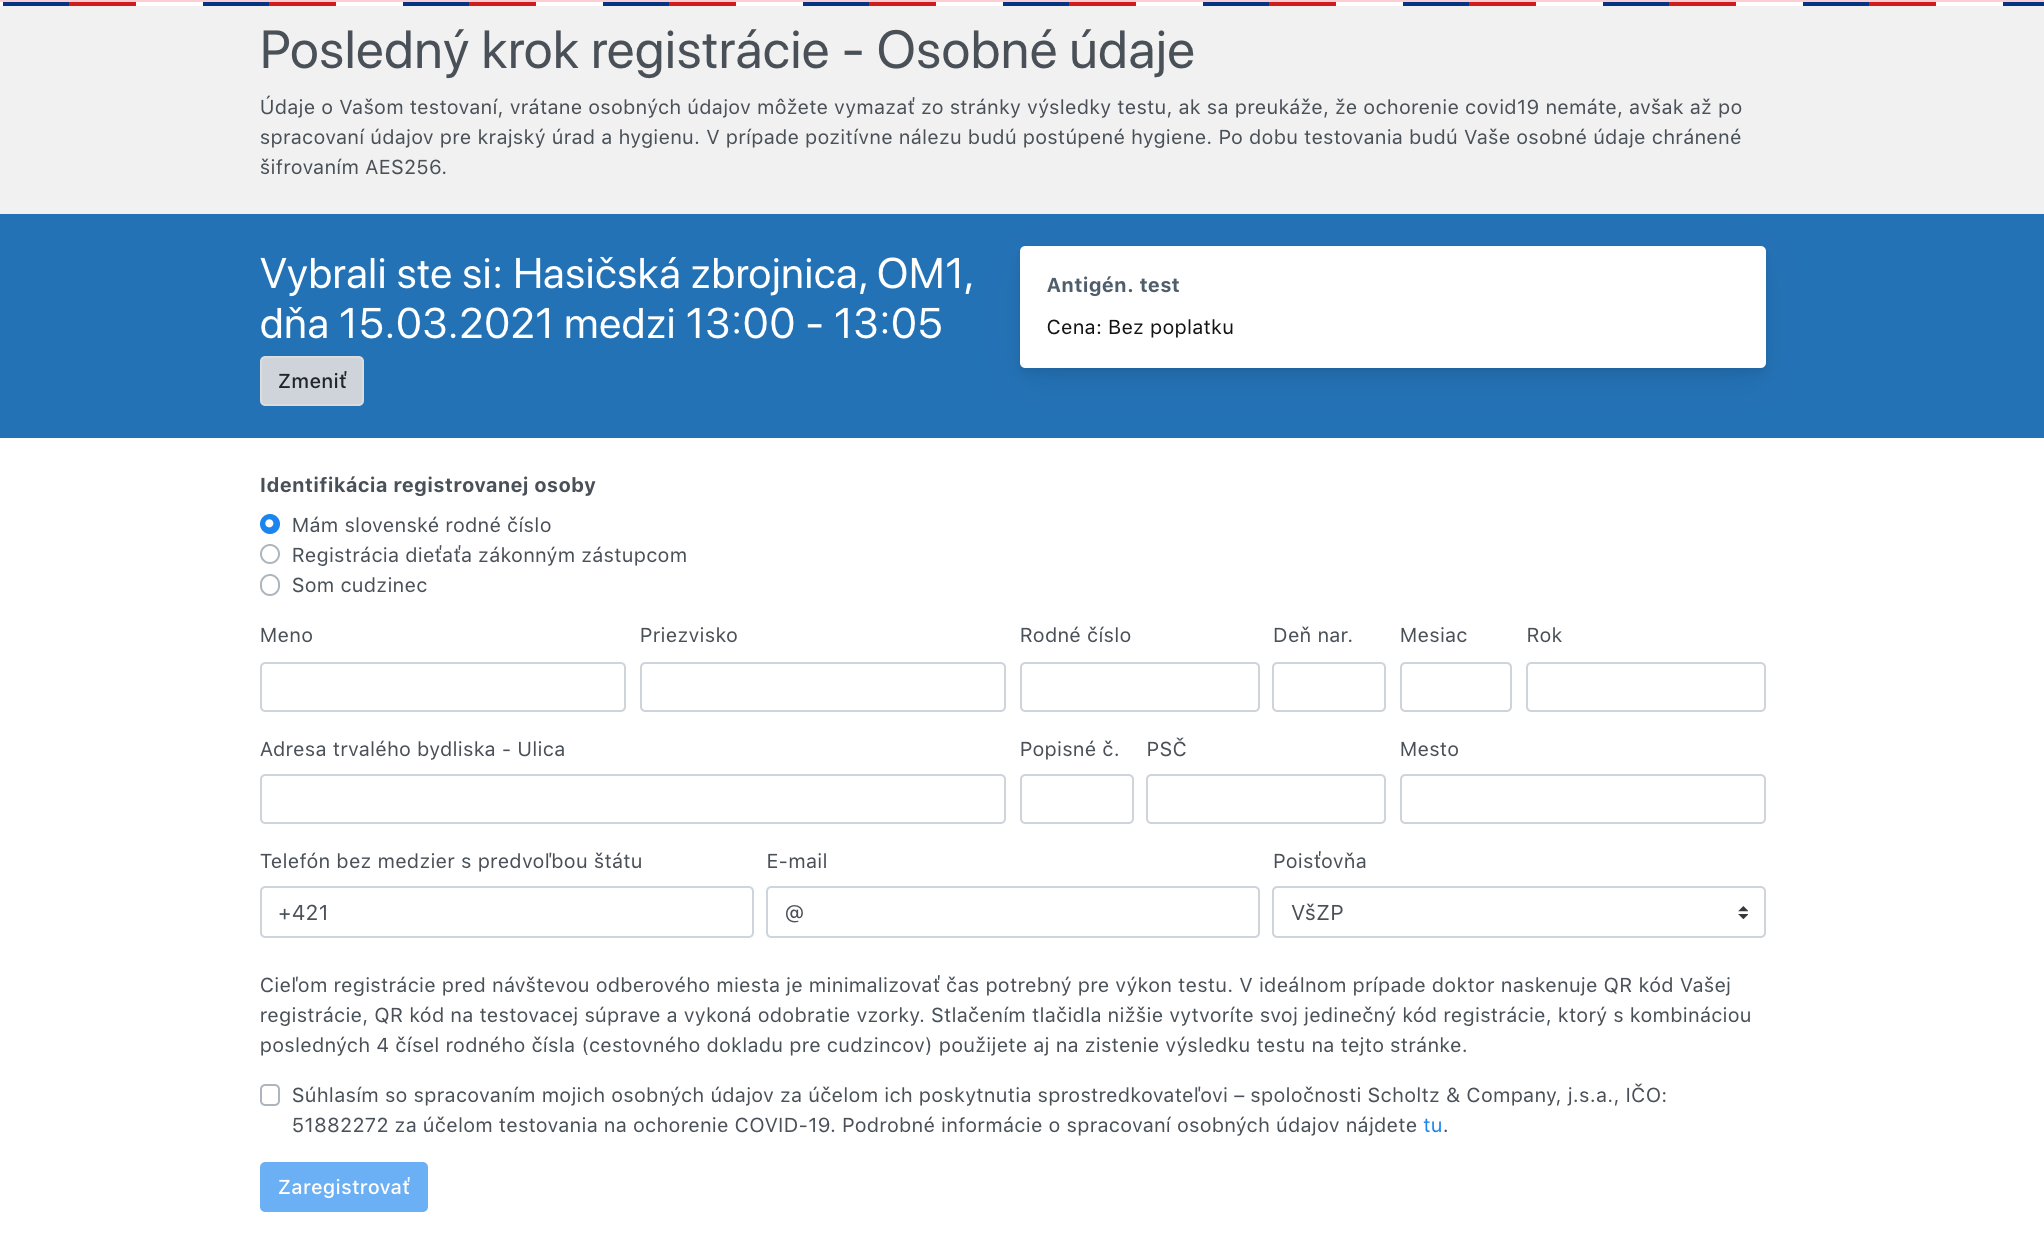 Posledný krok registrácie - Osobné údaje
Údaje o Vašom testovaní, vrátane osobných údajov môžete vymazať zo stránky výsledky testu, ak sa preukáže, že ochorenie covid19 nemáte, avšak až po
spracovaní údajov pre krajský úrad a hygienu. V prípade pozitívne nálezu budú postúpené hygiene. Po dobu testovania budú Vaše osobné údaje chránené
šifrovaním AES256.
Vybrali ste si: Hasičská zbrojnica, OM1,
dňa 15.03.2021 medzi 13:00 - 13:05
Zmeniť
Antigén. test
Cena: Bez poplatku
Identifikácia registrovanej osoby
Mám slovenské rodné číslo
Registrácia dieťaťa zákonným zástupcom
Som cudzinec
Meno Priezvisko Rodné číslo Deň nar. Mesiac Rok
Adresa trvalého bydliska - Ulica Popisné č. PSČ Mesto
Telefón bez medzier s predvoľbou štátu E-mail Poisťovňa
+421 @ VšZP
Cieľom registrácie pred návštevou odberového miesta je minimalizovať čas potrebný pre výkon testu. V ideálnom prípade doktor naskenuje QR kód Vašej
registrácie, QR kód na testovacej súprave a vykoná odobratie vzorky. Stlačením tlačidla nižšie vytvoríte svoj jedinečný kód registrácie, ktorý s kombináciou
posledných 4 čísel rodného čísla (cestovného dokladu pre cudzincov) použijete aj na zistenie výsledku testu na tejto stránke.
Súhlasím so spracovaním mojich osobných údajov za účelom ich poskytnutia sprostredkovateľovi – spoločnosti Scholtz & Company, j.s.a., IČO:
51882272 za účelom testovania na ochorenie COVID-19. Podrobné informácie o spracovaní osobných údajov nájdete tu.
Zaregistrovať